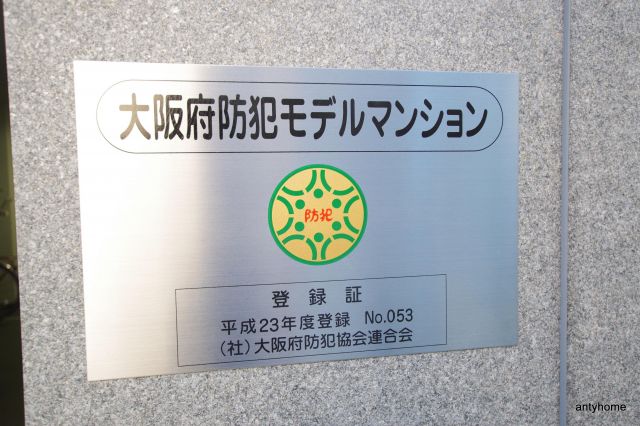 大阪府防犯モデルマンション
防犯
登録証
平成23年度登録 No.053
(社)大阪府防犯協会連合会
antyhome